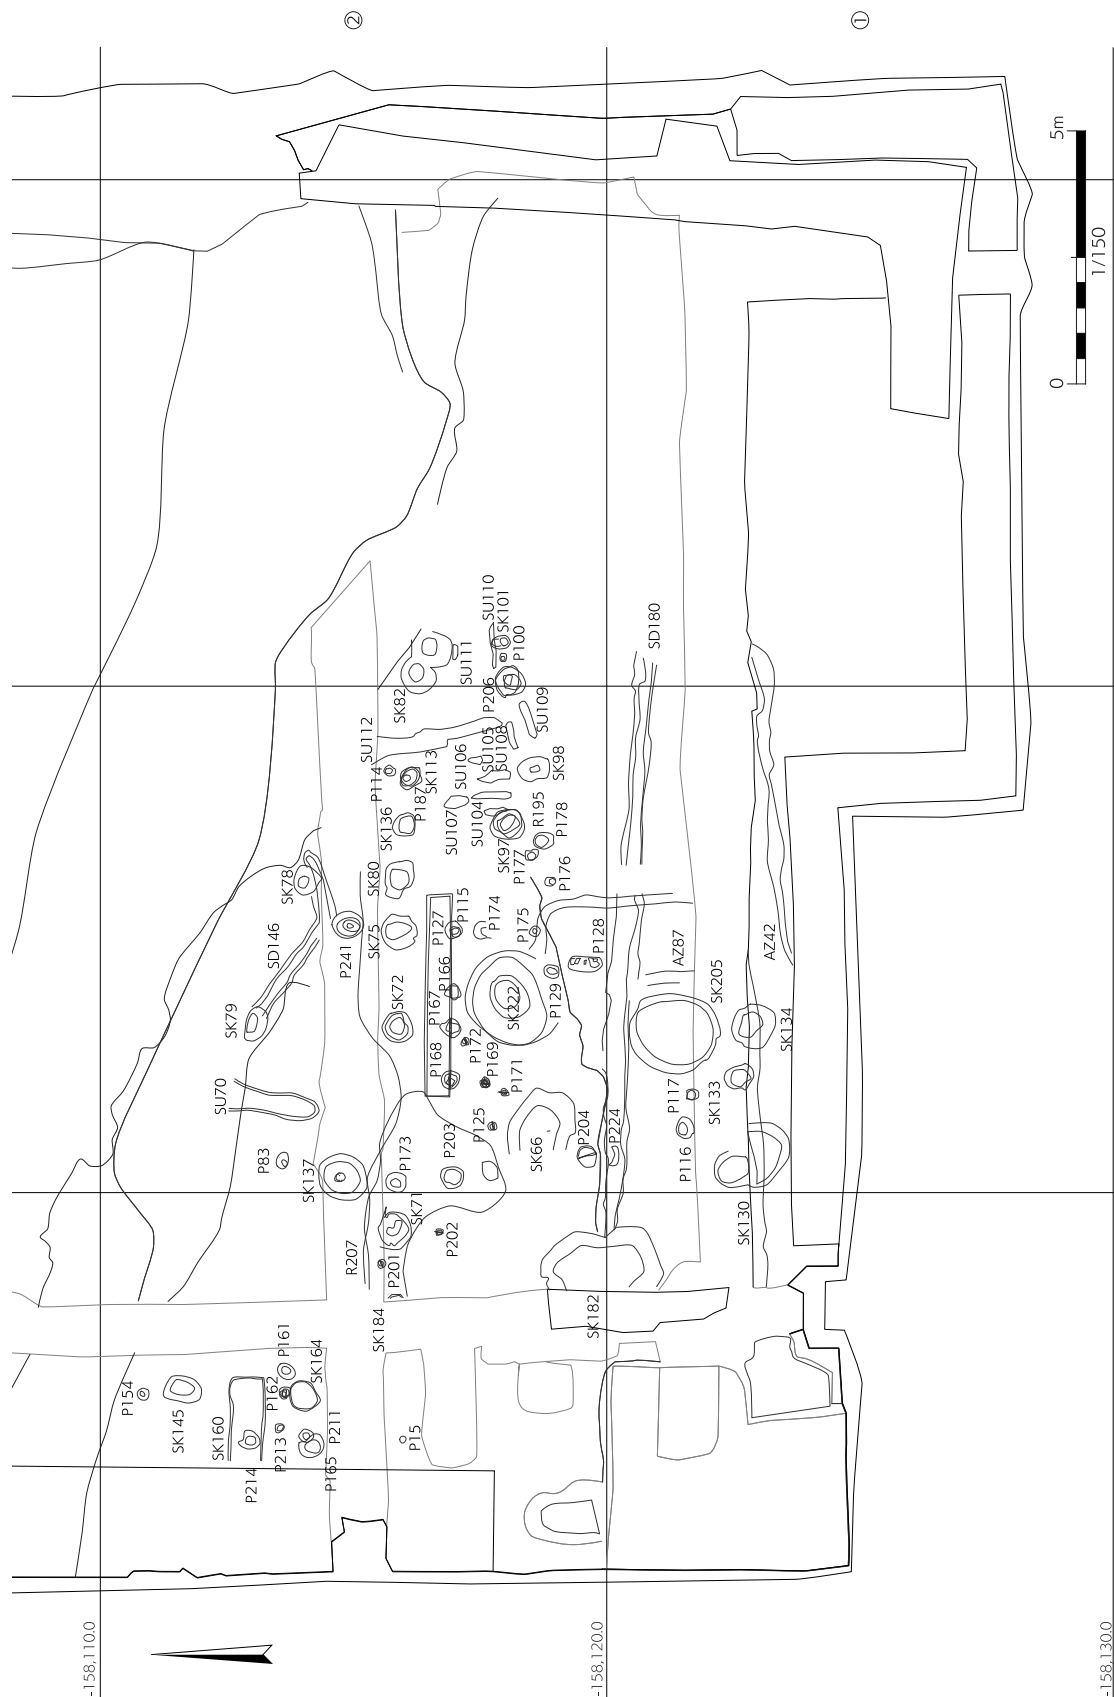 ②
①
5m
1/150
0
SU110
SK101
P100
SD180
SU111
P206
SK82
SU109
SU112
SU105
SU108
SU106
SK98
P114
SK113
P187
SK136
SU107
SU104
R195
P178
SK97
P177
P176
SK80
SK78
P115
P174
P127
P175
SK75
P241
SD146
P128
AZ87
AZ42
P166
P129
SK205
SK72
P167
SK222
SK79
SK134
P168
P172
P169
P171
SU70
P117
SK133
P125
P204
P224
P203
SK66
P116
P83
P173
SK137
SK71
SK130
P202
R207
P201
SK184
SK182
P161
SK164
P162
P154
SK145
SK160
P213
P211
P15
P214
P165
-158,110.0
-158,120.0
-158,130.0